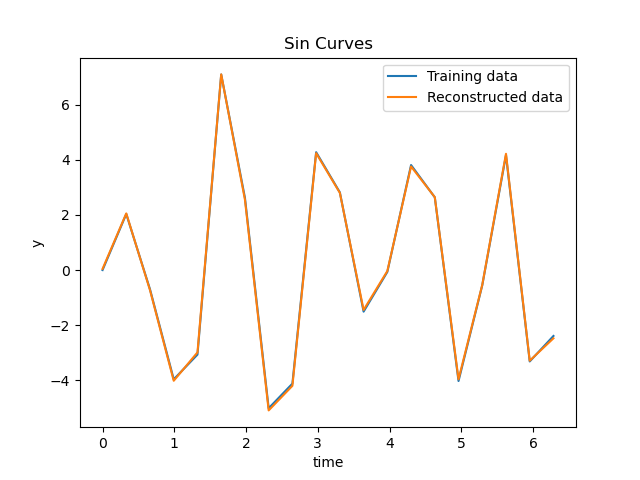 Sin Curves
Training data
Reconstructed data
6
4
2
0
−2
−4
y
0 1 2 3 4 5 6
time